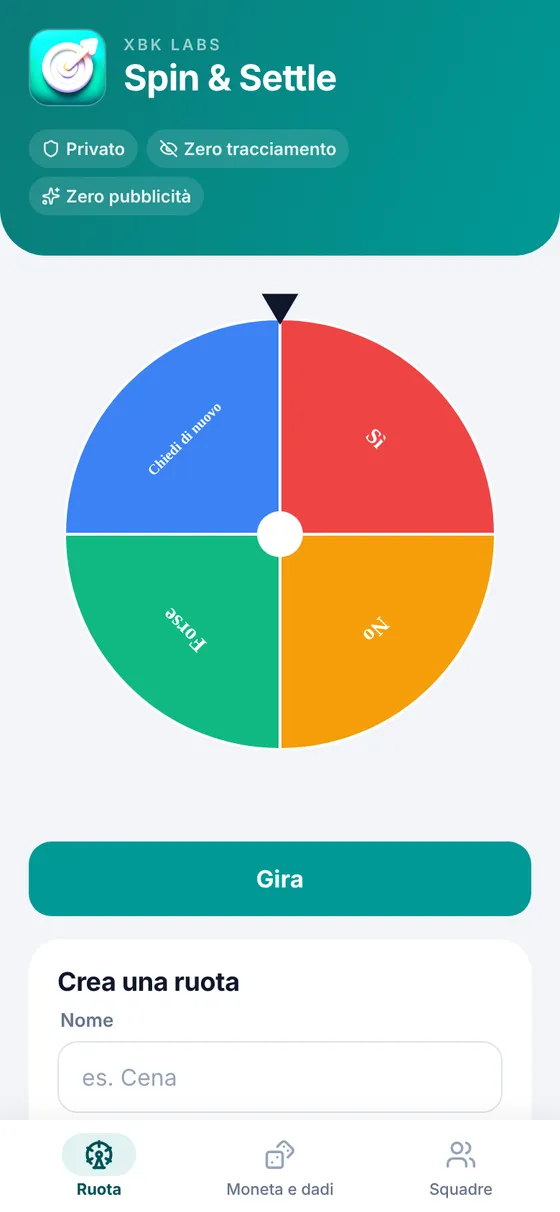 XBK LABS
Spin & Settle
Privato
Zero tracciamento
Zero pubblicità
Chiedi di nuovo
Sì
Forse
No
Gira
Crea una ruota
Nome
es. Cena
Ruota
Moneta e dadi
Squadre